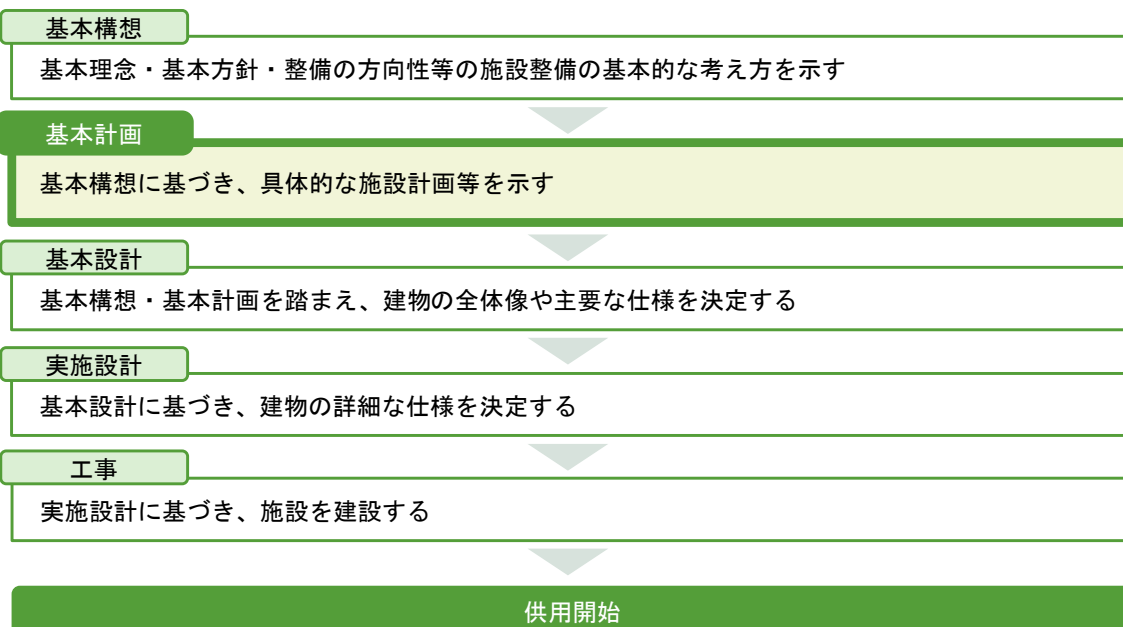 基本構想
基本理念・基本方針・整備の方向性等の施設整備の基本的な考え方を示す
基本計画
基本構想に基づき、具体的な施設計画等を示す
基本設計
基本構想・基本計画を踏まえ、建物の全体像や主要な仕様を決定する
実施設計
基本設計に基づき、建物の詳細な仕様を決定する
工事
実施設計に基づき、施設を建設する
供用開始